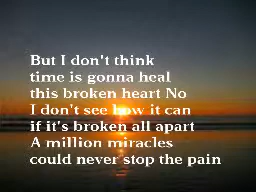 But I don't think
time is gonna heal
this broken heart No
I don't see how it can
if it's broken all apart
A million miracles
could never stop the pain